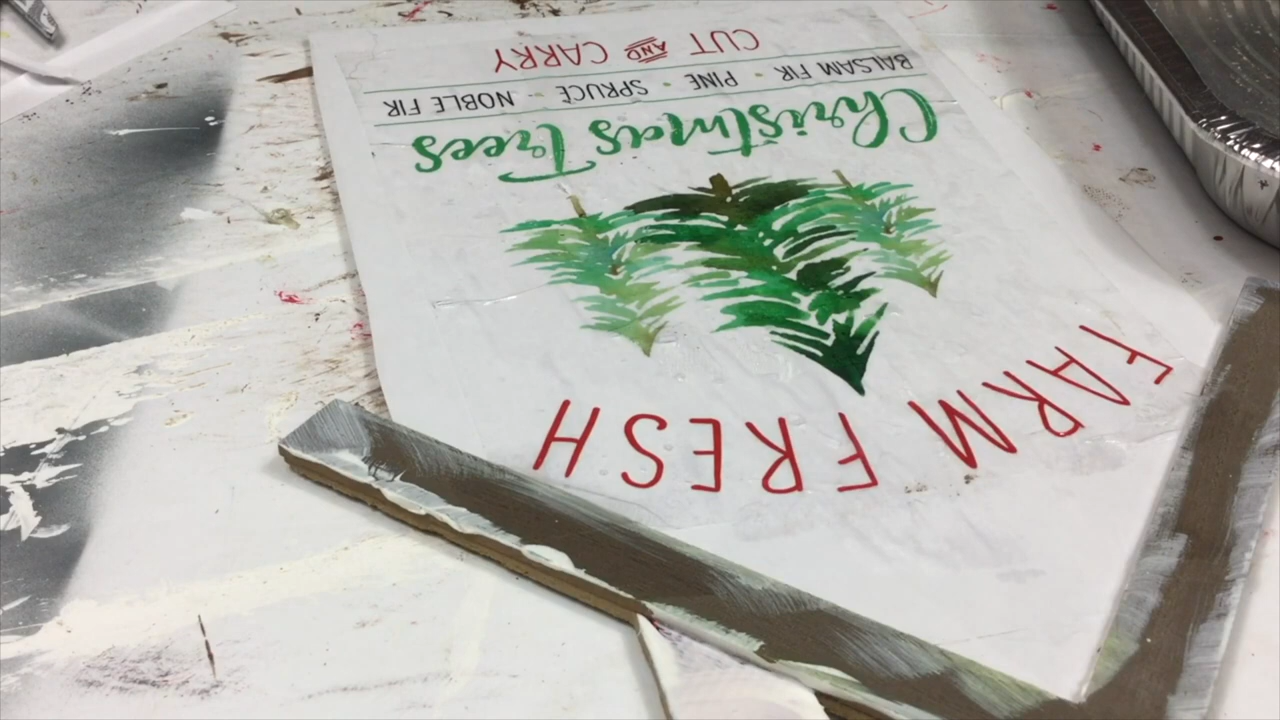 FARM FRESH
Christmas Trees
BALSAM FIR • PINE • SPRUCE • NOBLE FIR
CUT AND CARRY